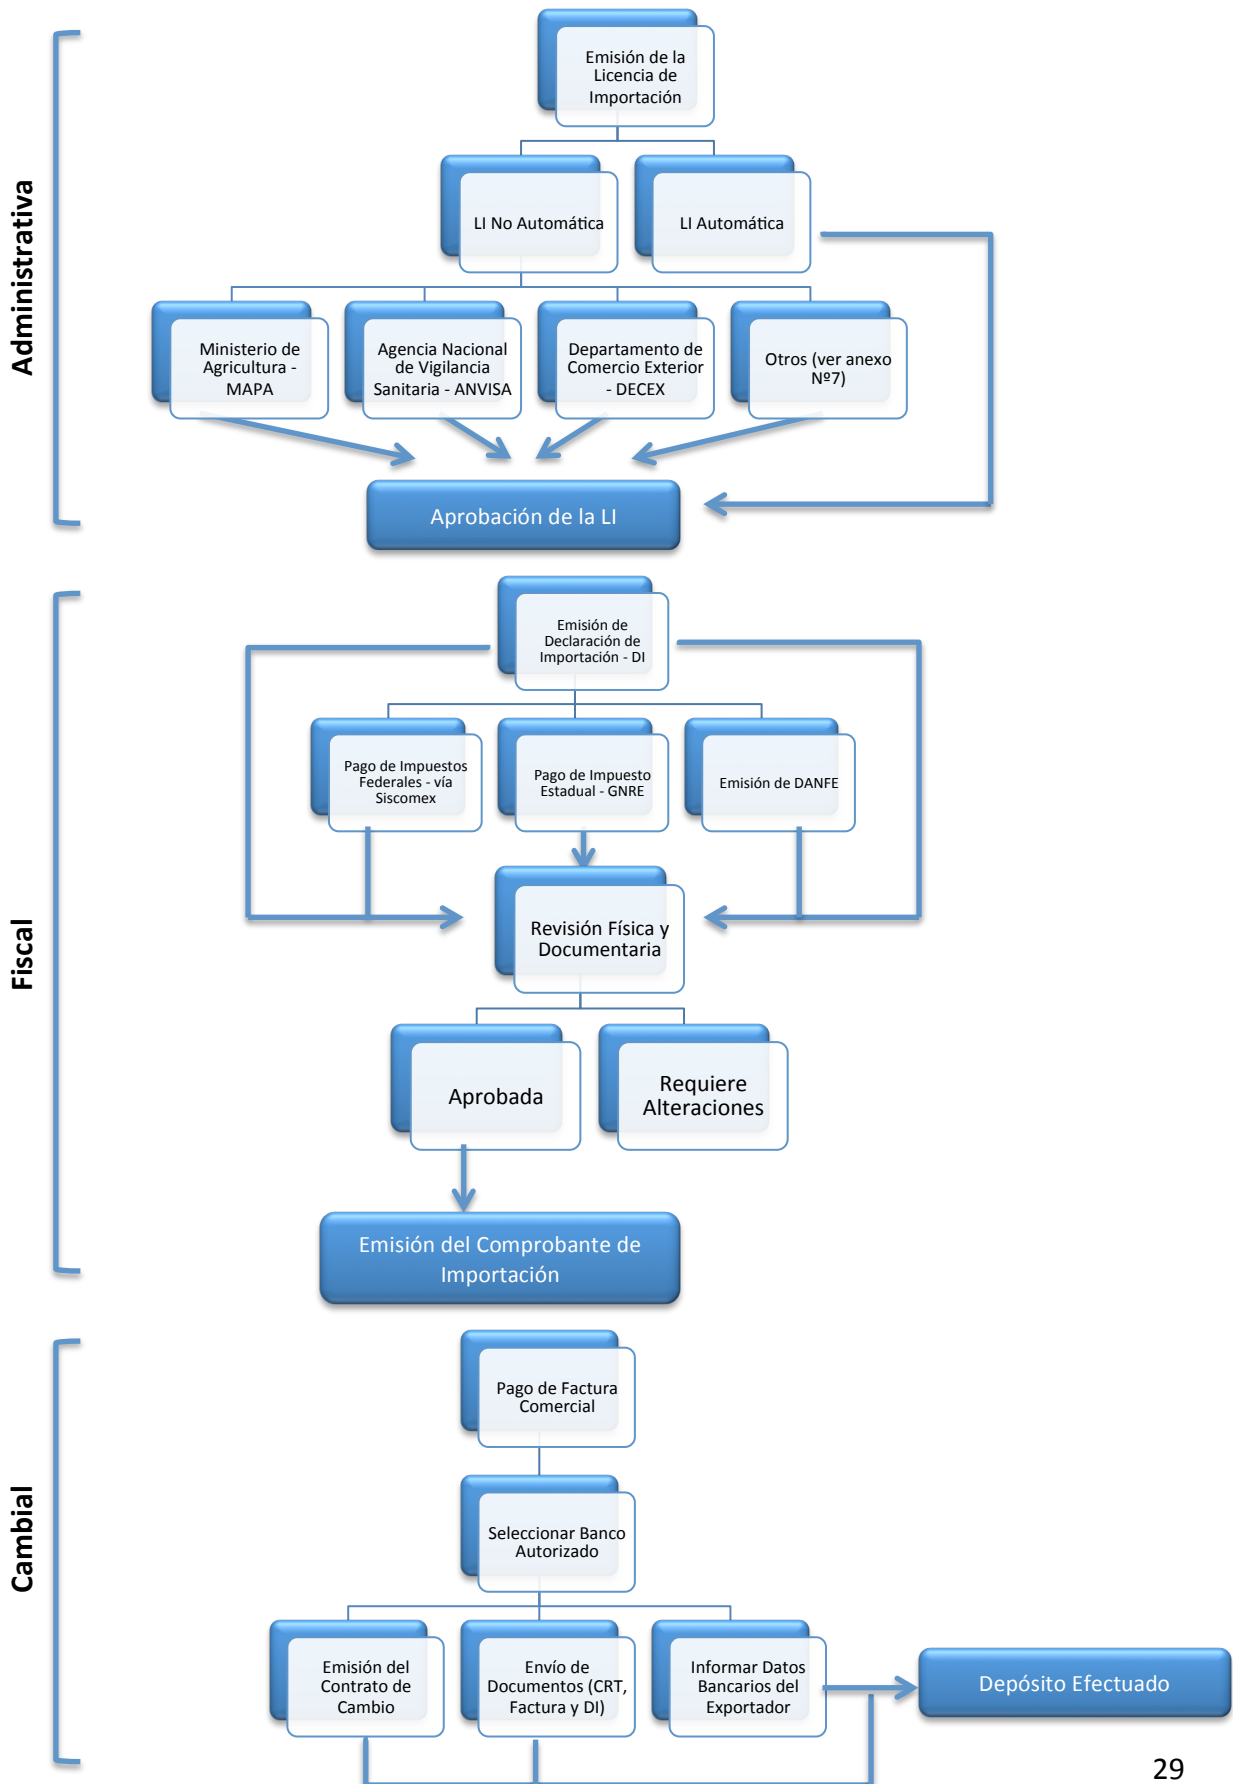 Administrativa
Emisión de la
Licencia de
Importación
LI No Automática
LI Automática
Ministerio de
Agricultura -
MAPA
Agencia Nacional
de Vigilancia
Sanitaria - ANVISA
Departamento de
Comercio Exterior
- DECEX
Otros (ver anexo
Nº7)
Aprobación de la LI
Fiscal
Emisión de
Declaración de
Importación - DI
Pago de Impuestos
Federales - vía
Siscomex
Pago de Impuesto
Estadual - GNRE
Emisión de DANFE
Revisión Física y
Documentaria
Aprobada
Requiere
Alteraciones
Emisión del Comprobante de
Importación
Cambial
Pago de Factura
Comercial
Seleccionar Banco
Autorizado
Emisión del
Contrato de
Cambio
Envío de
Documentos (CRT,
Factura y DI)
Informar Datos
Bancarios del
Exportador
Depósito Efectuado
29